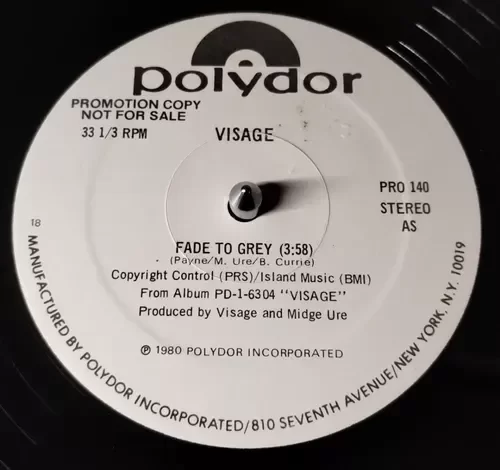 polydor
PROMOTION COPY
NOT FOR SALE
33 1/3 RPM
VISAGE
PRO 140
STEREO
AS
18
FADE TO GREY (3:58)
(Payne/M. Ure/B. Currie)
Copyright Control (PRS)/Island Music (BMI)
From Album PD-1-6304 "VISAGE"
Produced by Visage and Midge Ure
℗ 1980 POLYDOR INCORPORATED
MANUFACTURED BY POLYDOR INCORPORATED/810 SEVENTH AVENUE/NEW YORK, N.Y. 10019